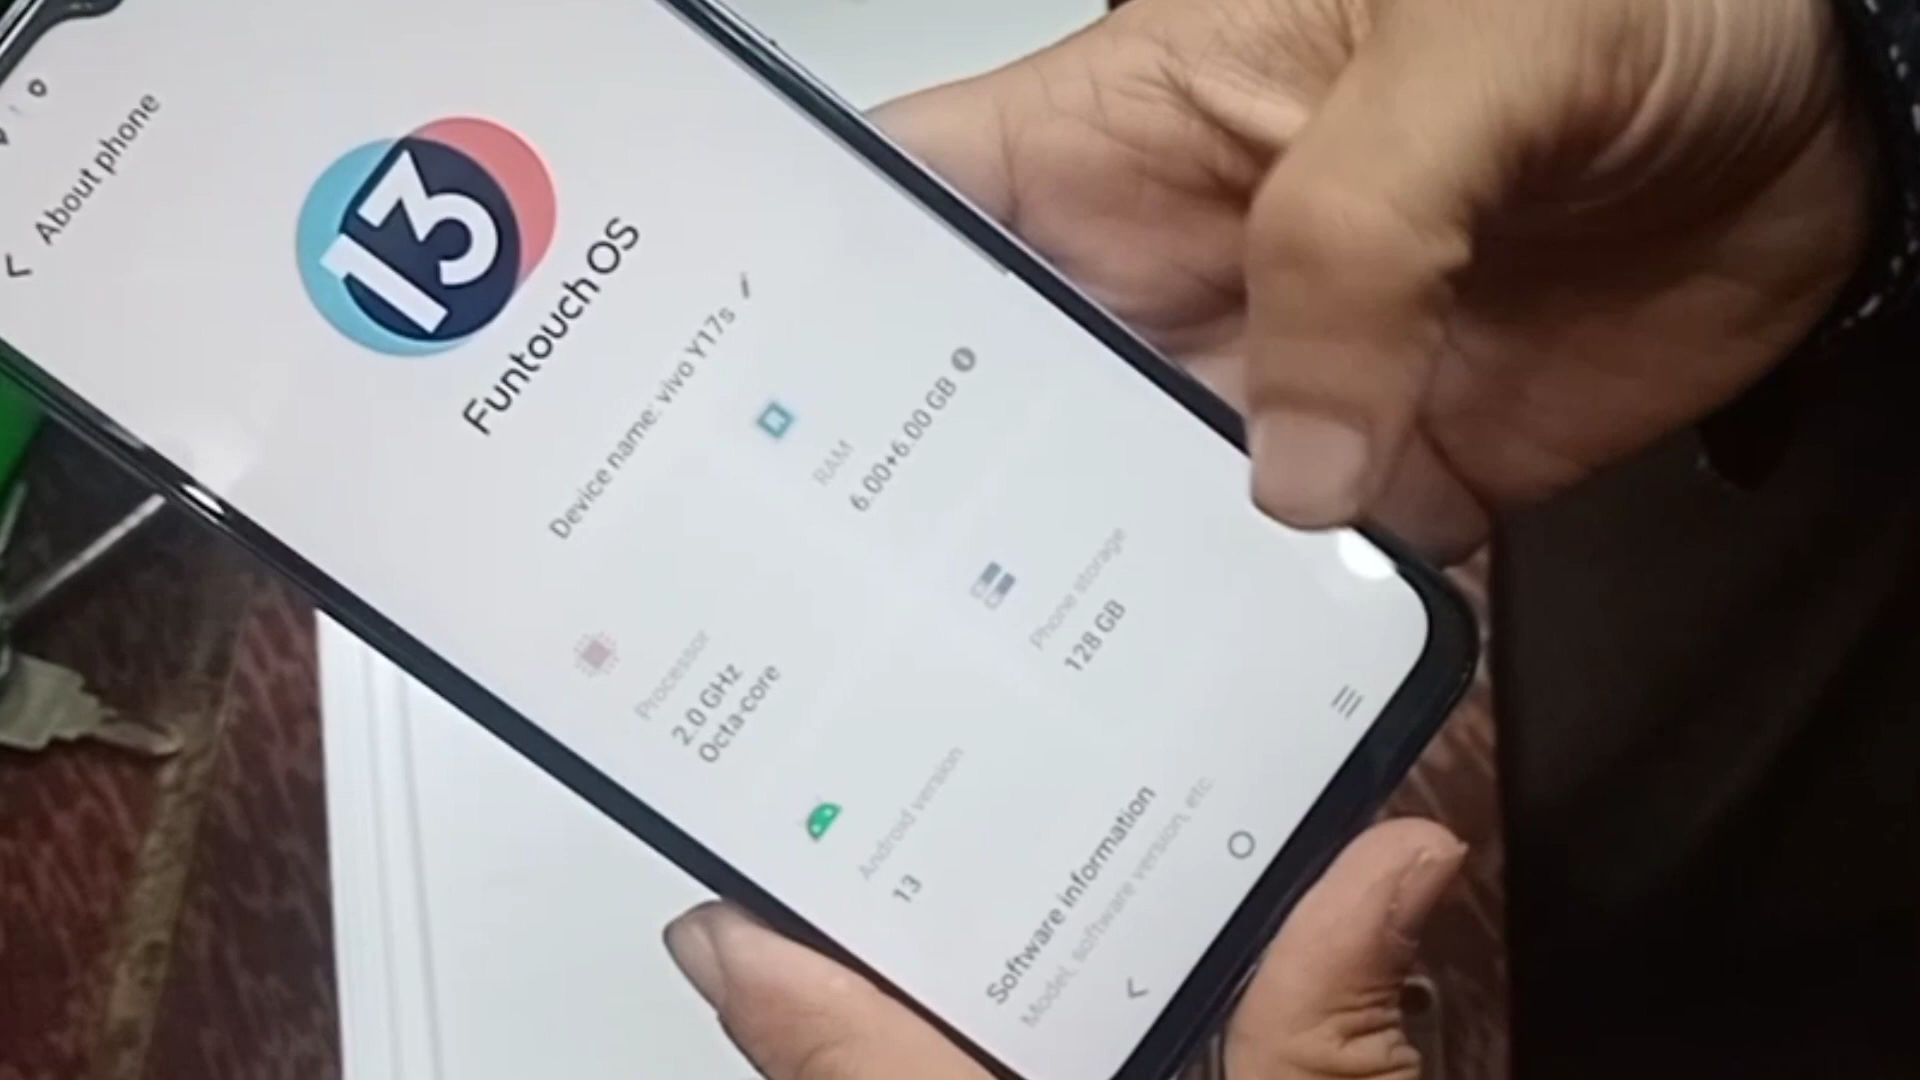 About phone
13
Funtouch OS
Device name: vivo Y17s
Processor
2.0 GHz
Octa-core
RAM
6.00+6.00 GB
Android version
13
Phone storage
128 GB
Software information
Model, software version, etc